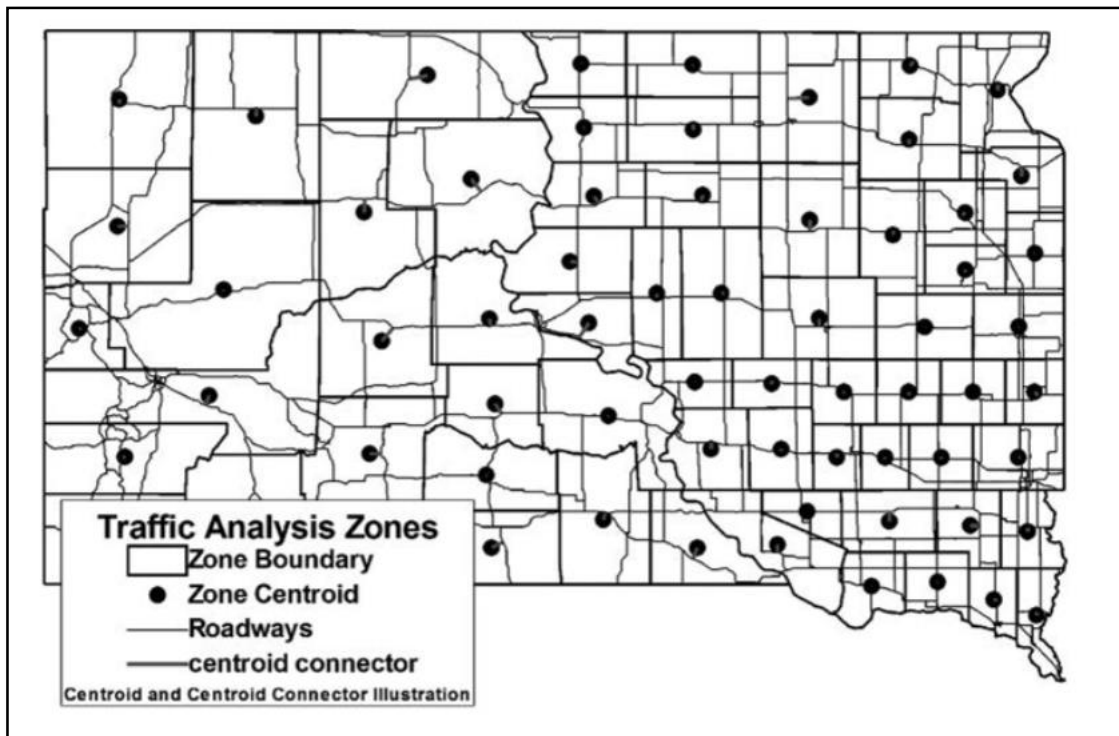 Traffic Analysis Zones
Zone Boundary
Zone Centroid
Roadways
centroid connector
Centroid and Centroid Connector Illustration